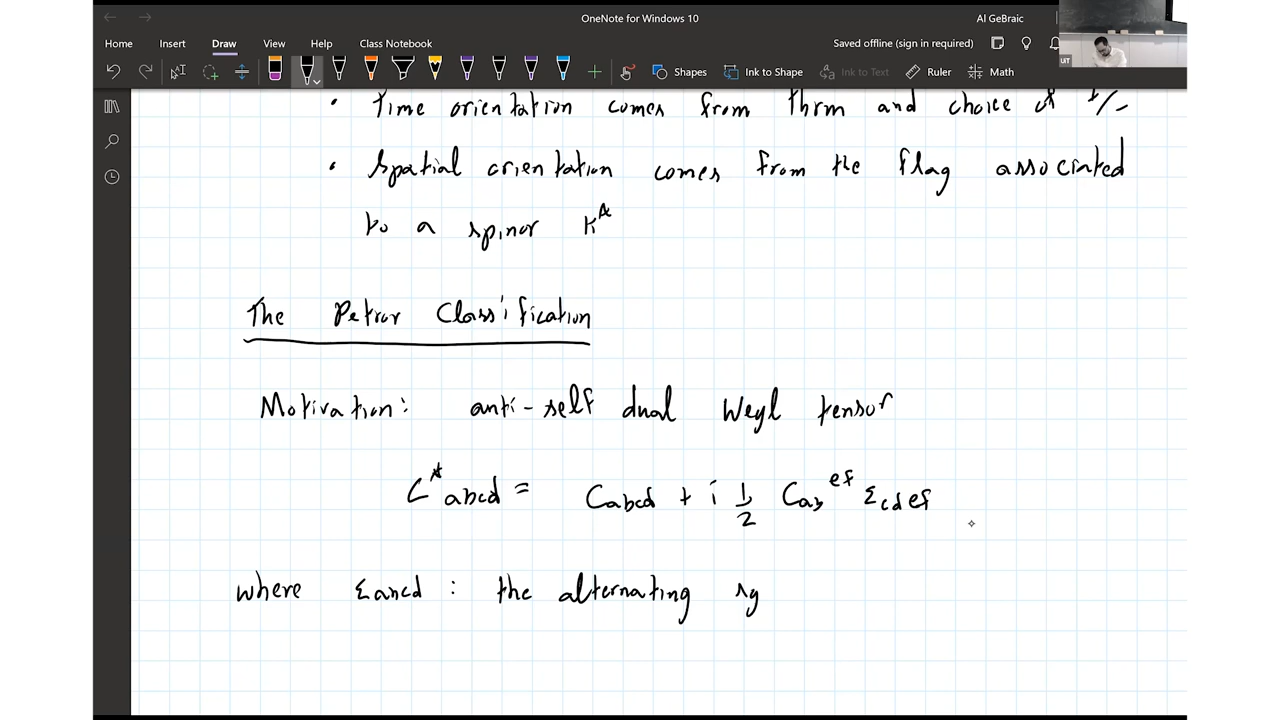 OneNote for Windows 10
Al GeBraic
Home Insert Draw View Help Class Notebook
Saved offline (sign in required)
Shapes Ink to Shape Ink to Text Ruler Math
UiT
• Time orientation comes from thrm and choice of +/-
• spatial orientation comes from the flag associated
to a spinor κᴬ
The Petrov Classification
Motivation: anti-self dual Weyl tensor
C*abcd = Cabcd + i 1/2 Cab^ef εcdef
where εabcd : the alternating sy